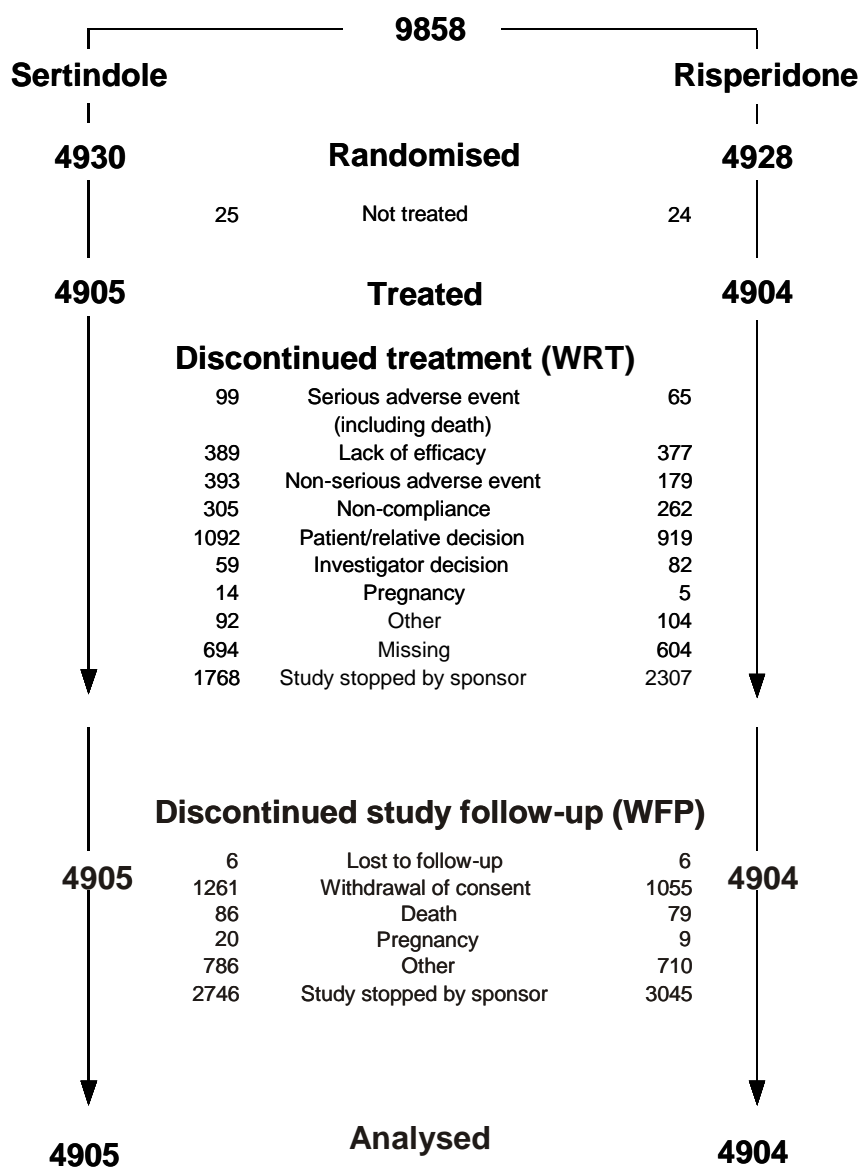 9858
Sertindole Risperidone
4930 Randomised 4928
25 Not treated 24
4905 Treated 4904
Discontinued treatment (WRT)
99 Serious adverse event 65
(including death)
389 Lack of efficacy 377
393 Non-serious adverse event 179
305 Non-compliance 262
1092 Patient/relative decision 919
59 Investigator decision 82
14 Pregnancy 5
92 Other 104
694 Missing 604
1768 Study stopped by sponsor 2307
Discontinued study follow-up (WFP)
6 Lost to follow-up 6
4905 4904
1261 Withdrawal of consent 1055
86 Death 79
20 Pregnancy 9
786 Other 710
2746 Study stopped by sponsor 3045
4905 Analysed 4904